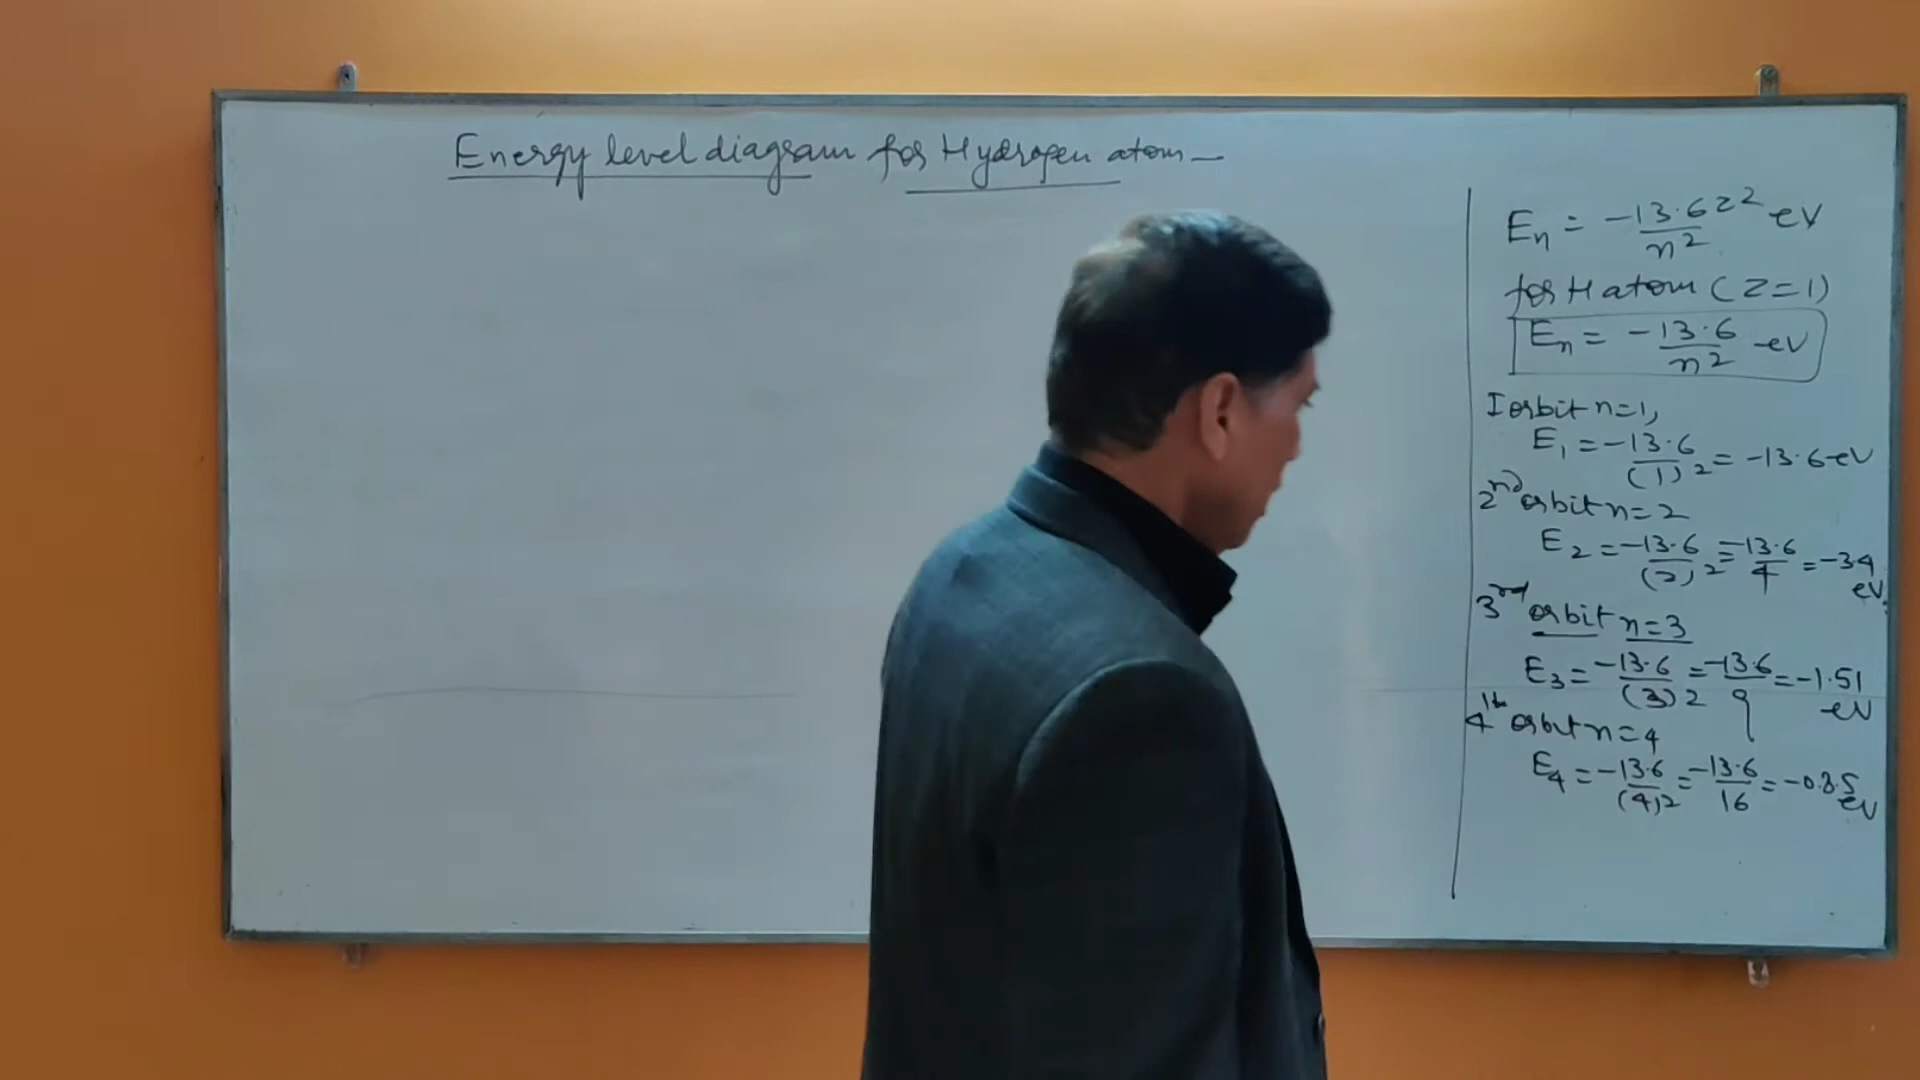 Energy level diagram for Hydrogen atom -
En = -13.6z²/n² eV
for H atom (Z=1)
En = -13.6/n² eV
I orbit n=1,
E1 = -13.6/(1)² = -13.6 eV
2nd orbit n=2
E2 = -13.6/(2)² = -13.6/4 = -3.4 eV.
3rd orbit n=3
E3 = -13.6/(3)² = -13.6/9 = -1.51 eV
4th orbit n=4
E4 = -13.6/(4)² = -13.6/16 = -0.85 eV